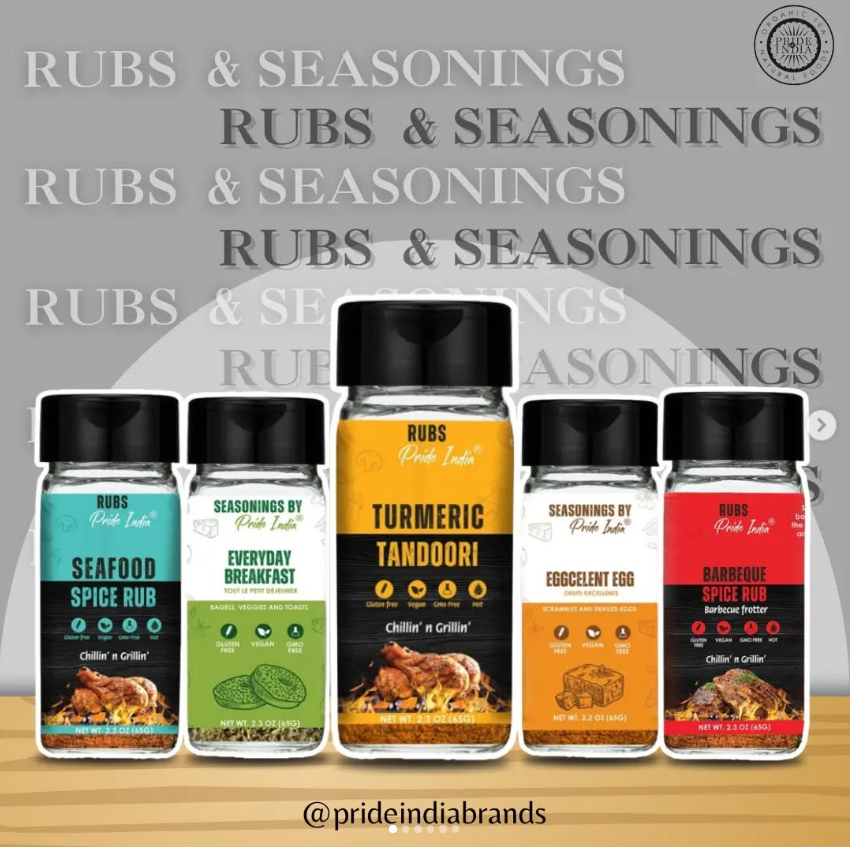 ORGANIC TEA
PRIDE
INDIA
NATURAL FOODS
RUBS & SEASONINGS
RUBS & SEASONINGS
RUBS & SEASONINGS
RUBS & SEASONINGS
RUBS & SEASONINGS
RUBS
ASONINGS
RUBS
Pride India®
SEAFOOD
SPICE RUB
Gluten free Vegan Gmo Free Hot
Chillin' n Grillin'
NET WT. 2.3 OZ (65G)
SEASONINGS BY
Pride India®
EVERYDAY
BREAKFAST
TOUT LE PETIT DÉJEUNER
BAGELS, VEGGIES AND TOASTS
GLUTEN
FREE
VEGAN
GMO
FREE
NET WT. 2.3 OZ (65G)
RUBS
Pride India®
TURMERIC
TANDOORI
Gluten free Vegan Gmo Free Hot
Chillin' n Grillin'
NET WT. 2.3 OZ (65G)
SEASONINGS BY
Pride India®
EGGCELENT EGG
OEUFS EXCELLENTS
SCRAMBLES AND DEVILED EGGS
GLUTEN
FREE
VEGAN
GMO
FREE
NET WT. 2.3 OZ (65G)
RUBS
Pride India®
BARBEQUE
SPICE RUB
Barbecue frotter
GLUTEN
FREE
VEGAN GMO FREE HOT
Chillin' n Grillin'
NET WT. 2.3 OZ (65G)
@prideindiabrands